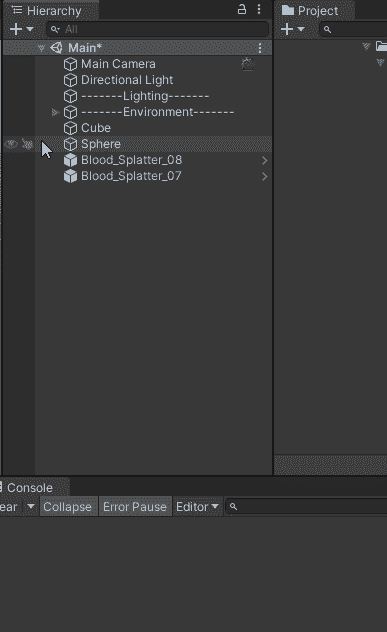 Hierarchy
Project
All
Main*
Main Camera
Directional Light
-------Lighting-------
-------Environment-------
Cube
Sphere
Blood_Splatter_08
Blood_Splatter_07
Console
ear
Collapse
Error Pause
Editor